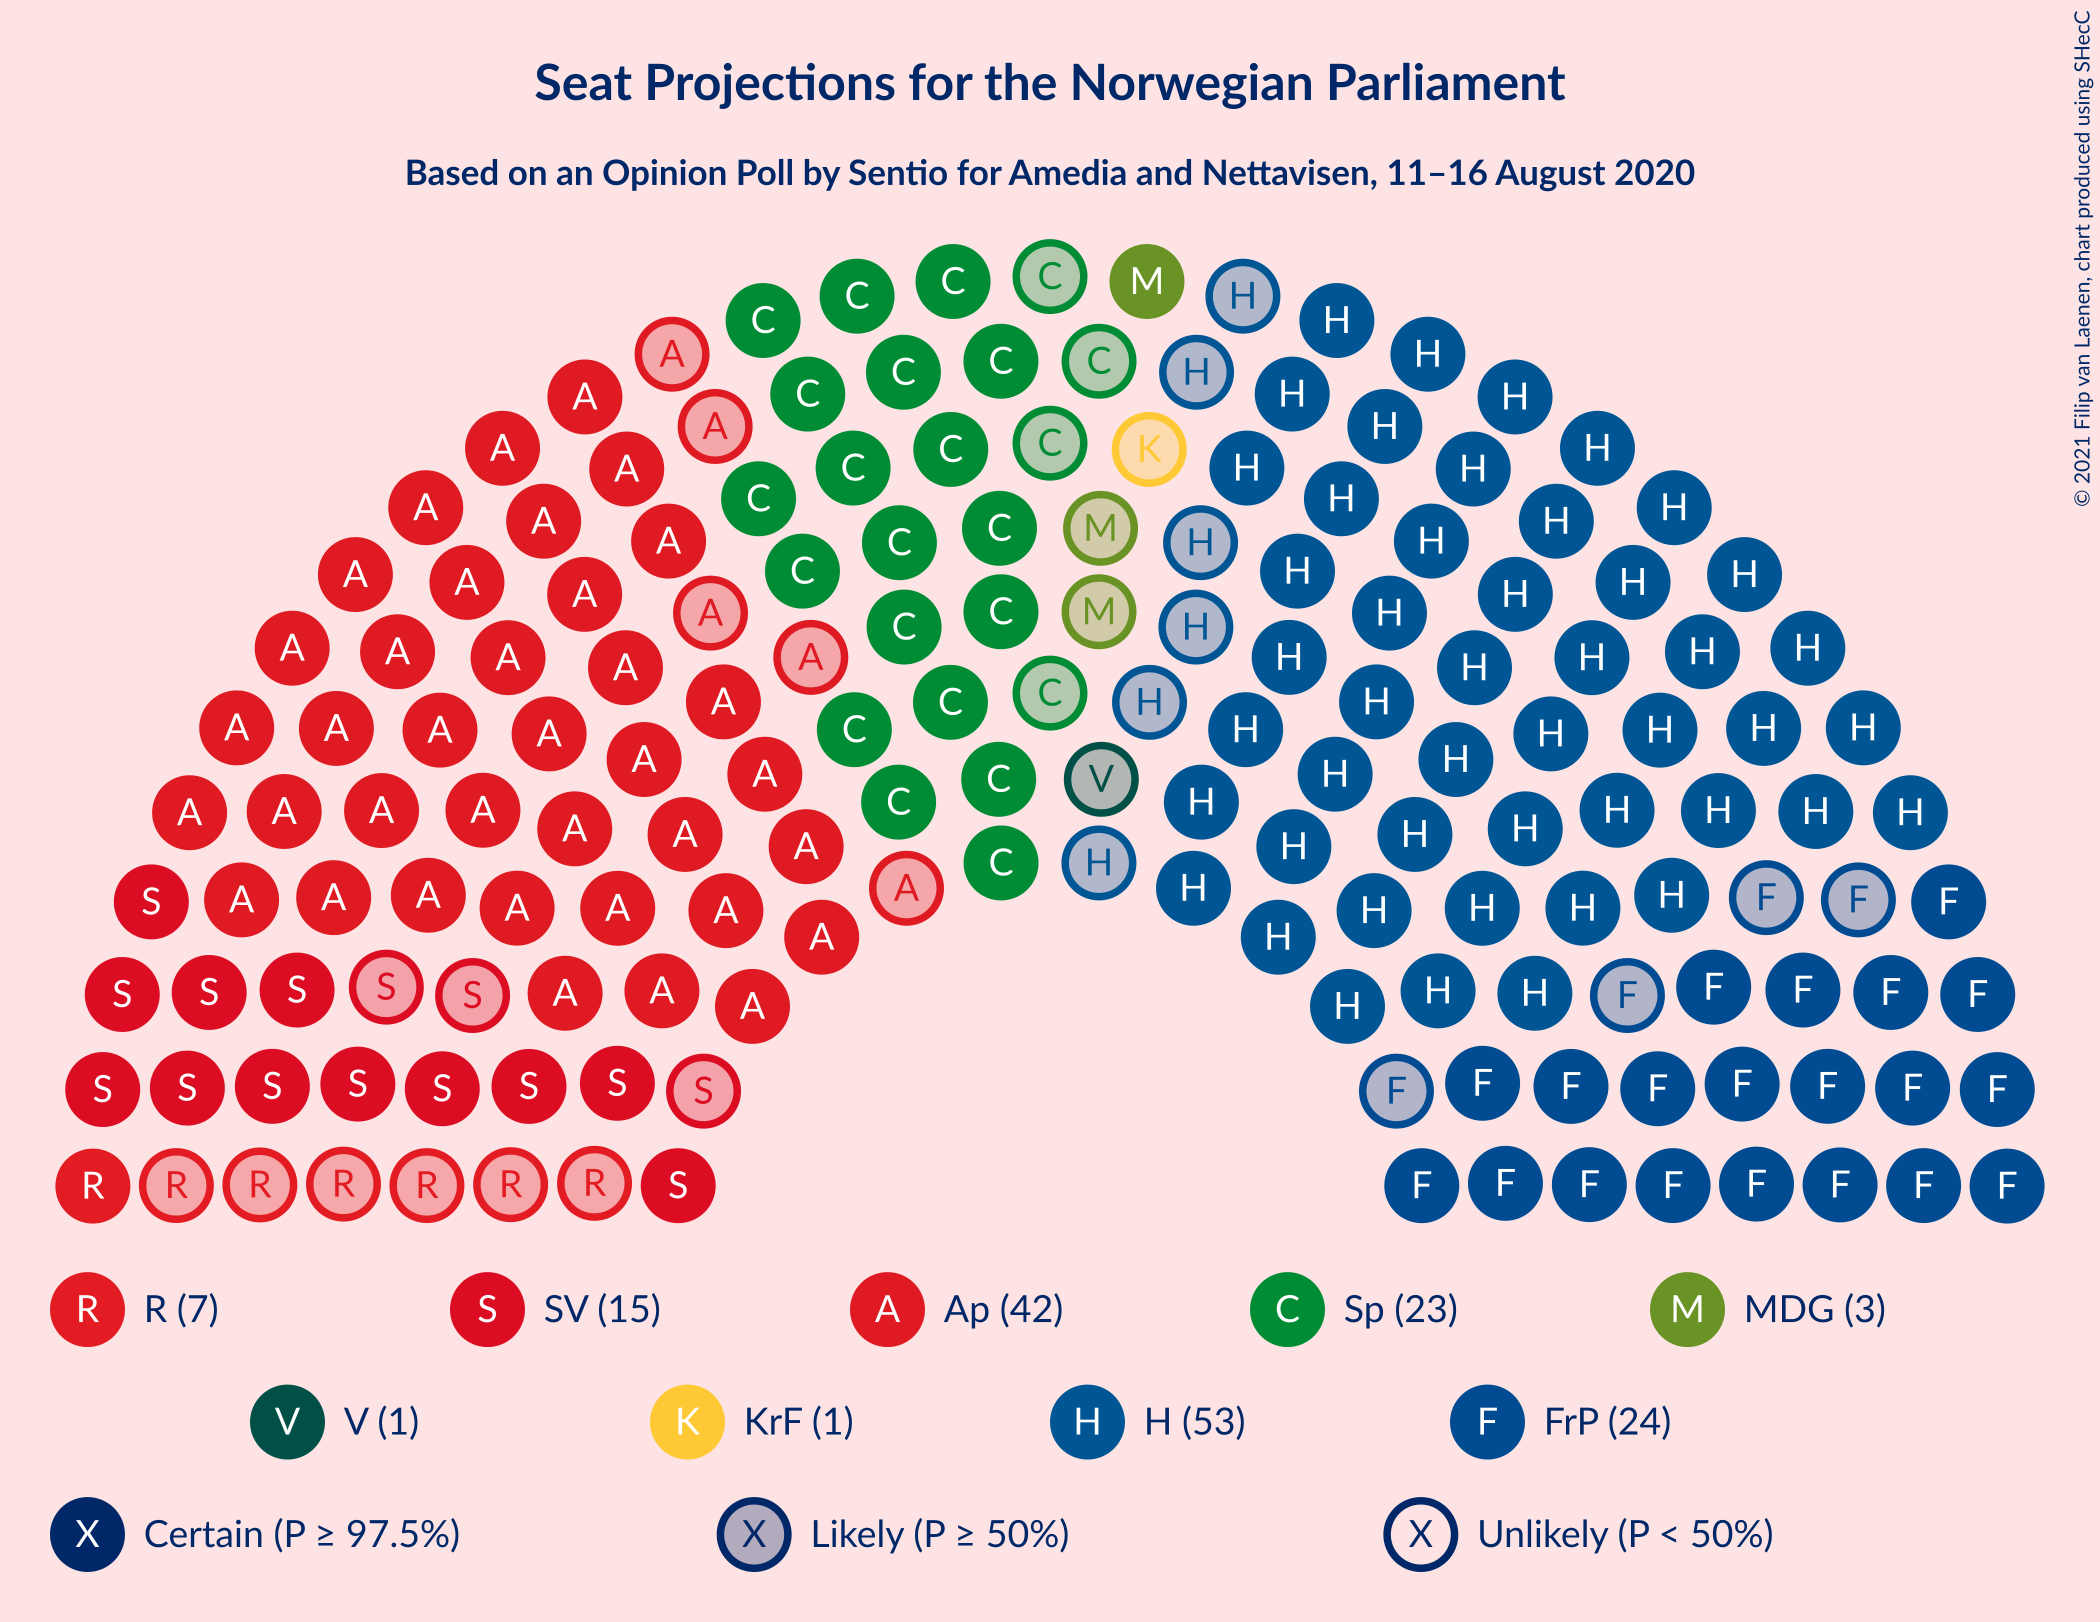 Seat Projections for the Norwegian Parliament
Based on an Opinion Poll by Sentio for Amedia and Nettavisen, 11–16 August 2020
© 2021 Filip van Laenen, chart produced using SHecC
C C C C M H
A C C C C H H H
A A C C C C K H H H H
A A A C C C M H H H H H
A A A A C C C M H H H H H
A A A A A C C C H H H H H H
A A A A A A C C V H H H H H H
A A A A A A A C H H H H H H H H
S A A A A A A A A H H H H H H F F F
S S S S S A A A H H H F F F F F
S S S S S S S S F F F F F F F F
R R R R R R R S F F F F F F F F
R R (7) S SV (15) A Ap (42) C Sp (23) M MDG (3)
V V (1) K KrF (1) H H (53) F FrP (24)
X Certain (P ≥ 97.5%) X Likely (P ≥ 50%) X Unlikely (P < 50%)